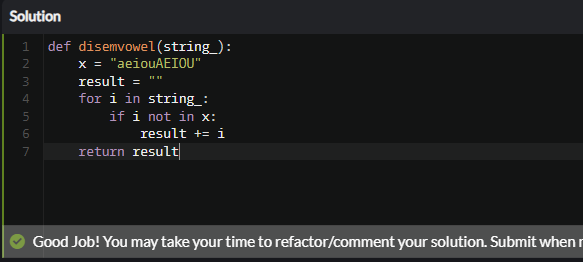 Solution
1 def disemvowel(string_):
2     x = "aeiouAEIOU"
3     result = ""
4     for i in string_:
5         if i not in x:
6             result += i
7     return result
Good Job! You may take your time to refactor/comment your solution. Submit when